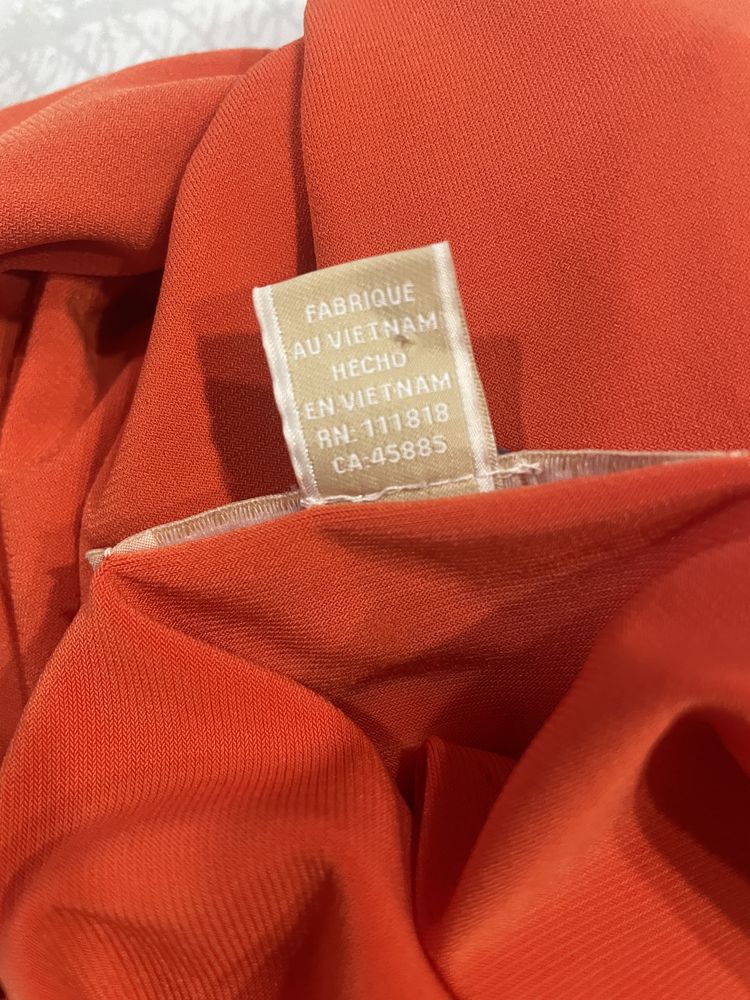 FABRIQUE
AU VIETNAM
HECHO
EN VIETNAM
RN: 111818
CA:45885